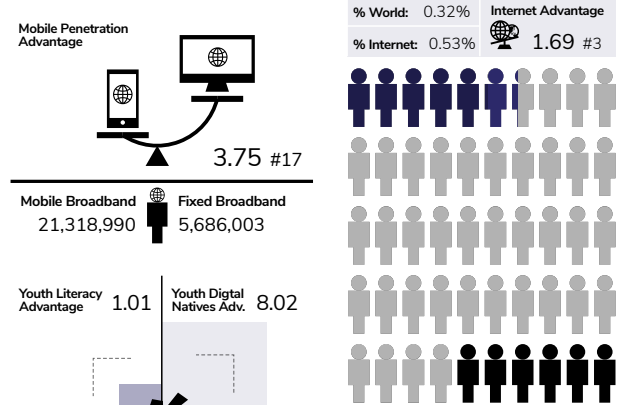 Mobile Penetration
Advantage
3.75 #17
Mobile Broadband
21,318,990
Fixed Broadband
5,686,003
Youth Literacy
Advantage
1.01
Youth Digtal
Natives Adv.
8.02
% World: 0.32%
% Internet: 0.53%
Internet Advantage
1.69 #3